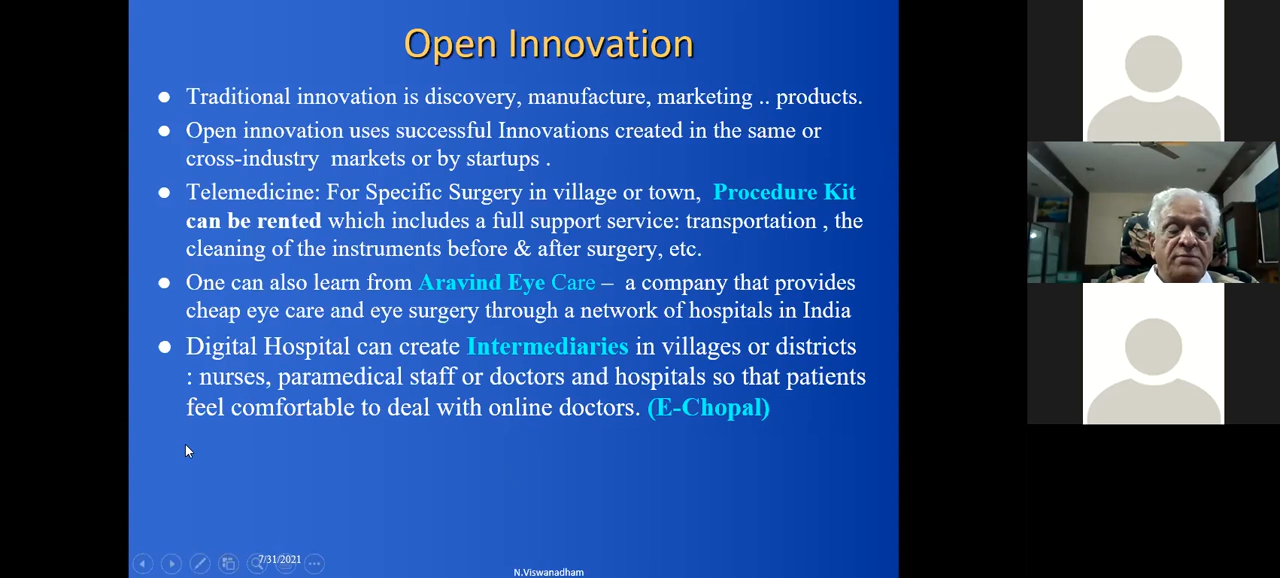 Open Innovation
● Traditional innovation is discovery, manufacture, marketing .. products.
● Open innovation uses successful Innovations created in the same or
cross-industry markets or by startups .
● Telemedicine: For Specific Surgery in village or town, Procedure Kit
can be rented which includes a full support service: transportation , the
cleaning of the instruments before & after surgery, etc.
● One can also learn from Aravind Eye Care – a company that provides
cheap eye care and eye surgery through a network of hospitals in India
● Digital Hospital can create Intermediaries in villages or districts
: nurses, paramedical staff or doctors and hospitals so that patients
feel comfortable to deal with online doctors. (E-Chopal)
7/31/2021
N.Viswanadham